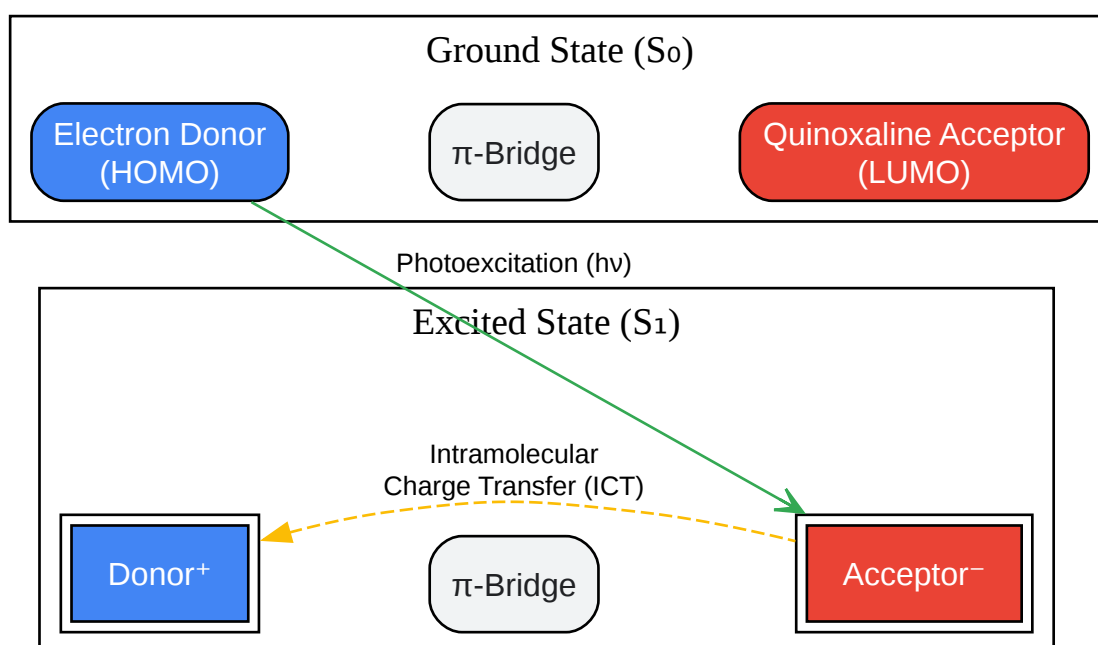 Ground State (S₀)
Electron Donor
(HOMO)
π-Bridge
Quinoxaline Acceptor
(LUMO)
Photoexcitation (hν)
Excited State (S₁)
Intramolecular
Charge Transfer (ICT)
Donor⁺
π-Bridge
Acceptor⁻